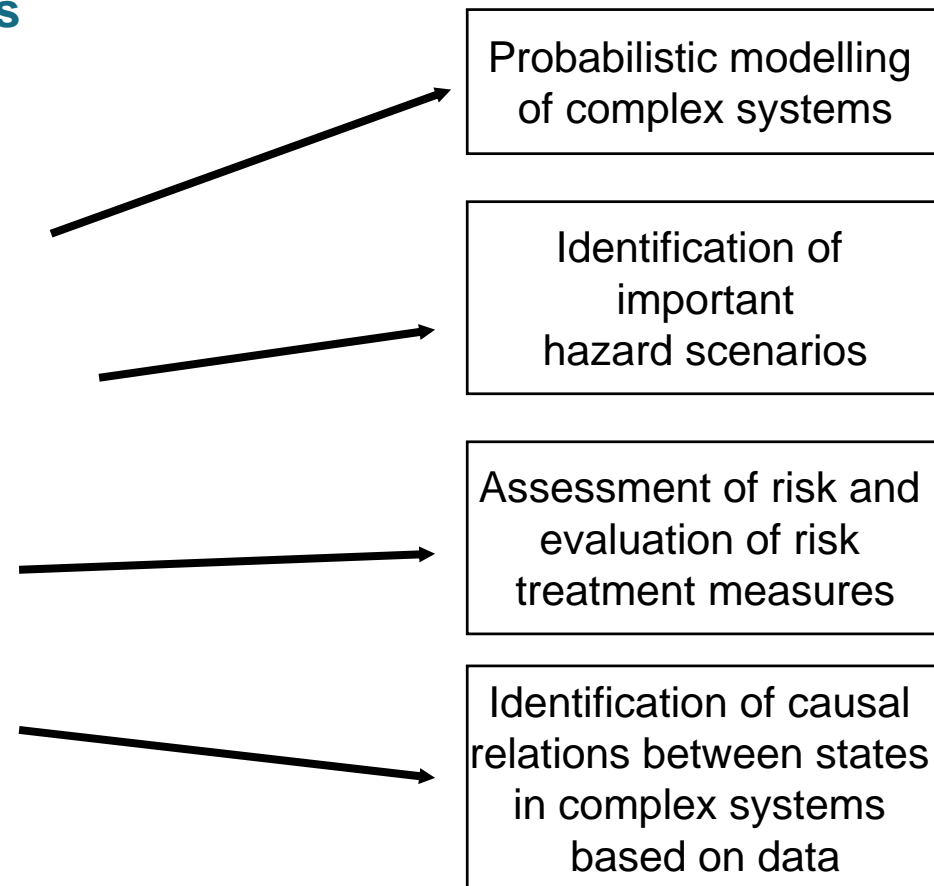 s
Probabilistic modelling
of complex systems
Identification of
important
hazard scenarios
Assessment of risk and
evaluation of risk
treatment measures
Identification of causal
relations between states
in complex systems
based on data